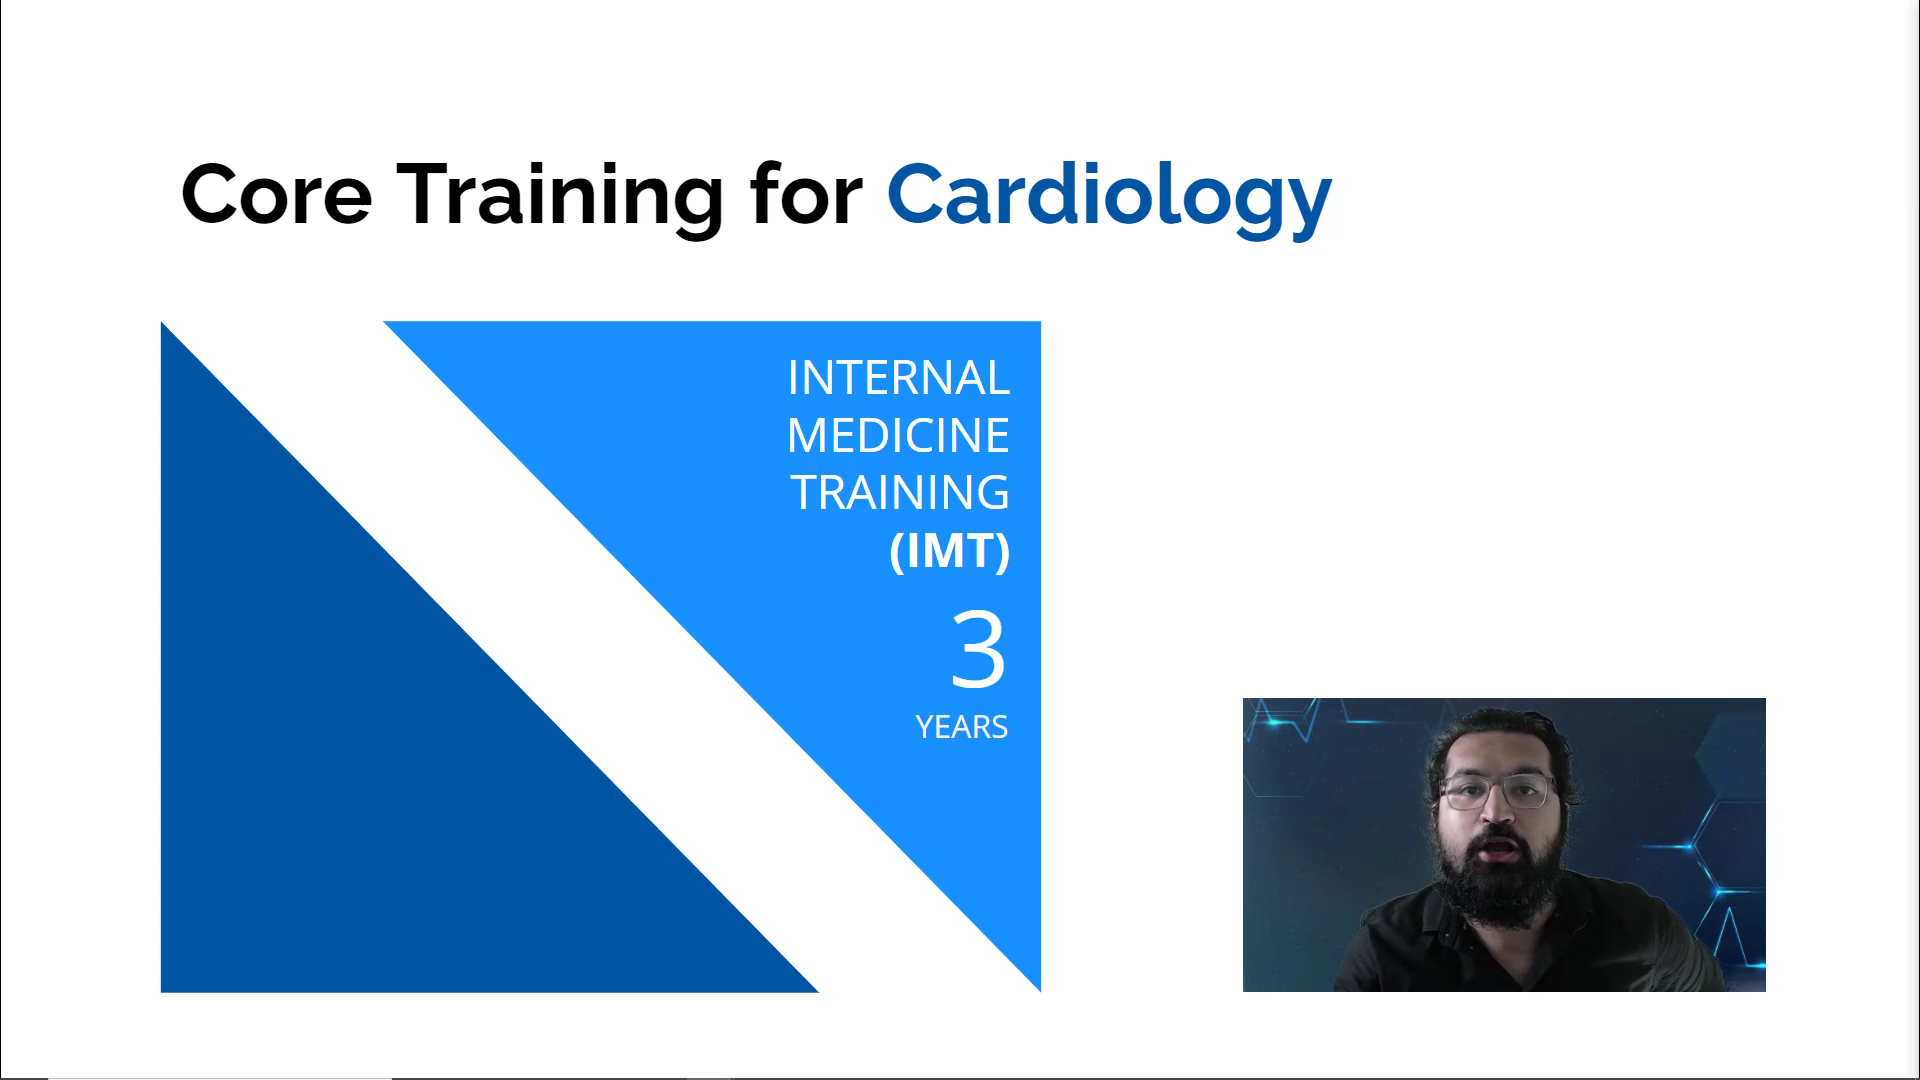 Core Training for Cardiology
INTERNAL
MEDICINE
TRAINING
(IMT)
3
YEARS